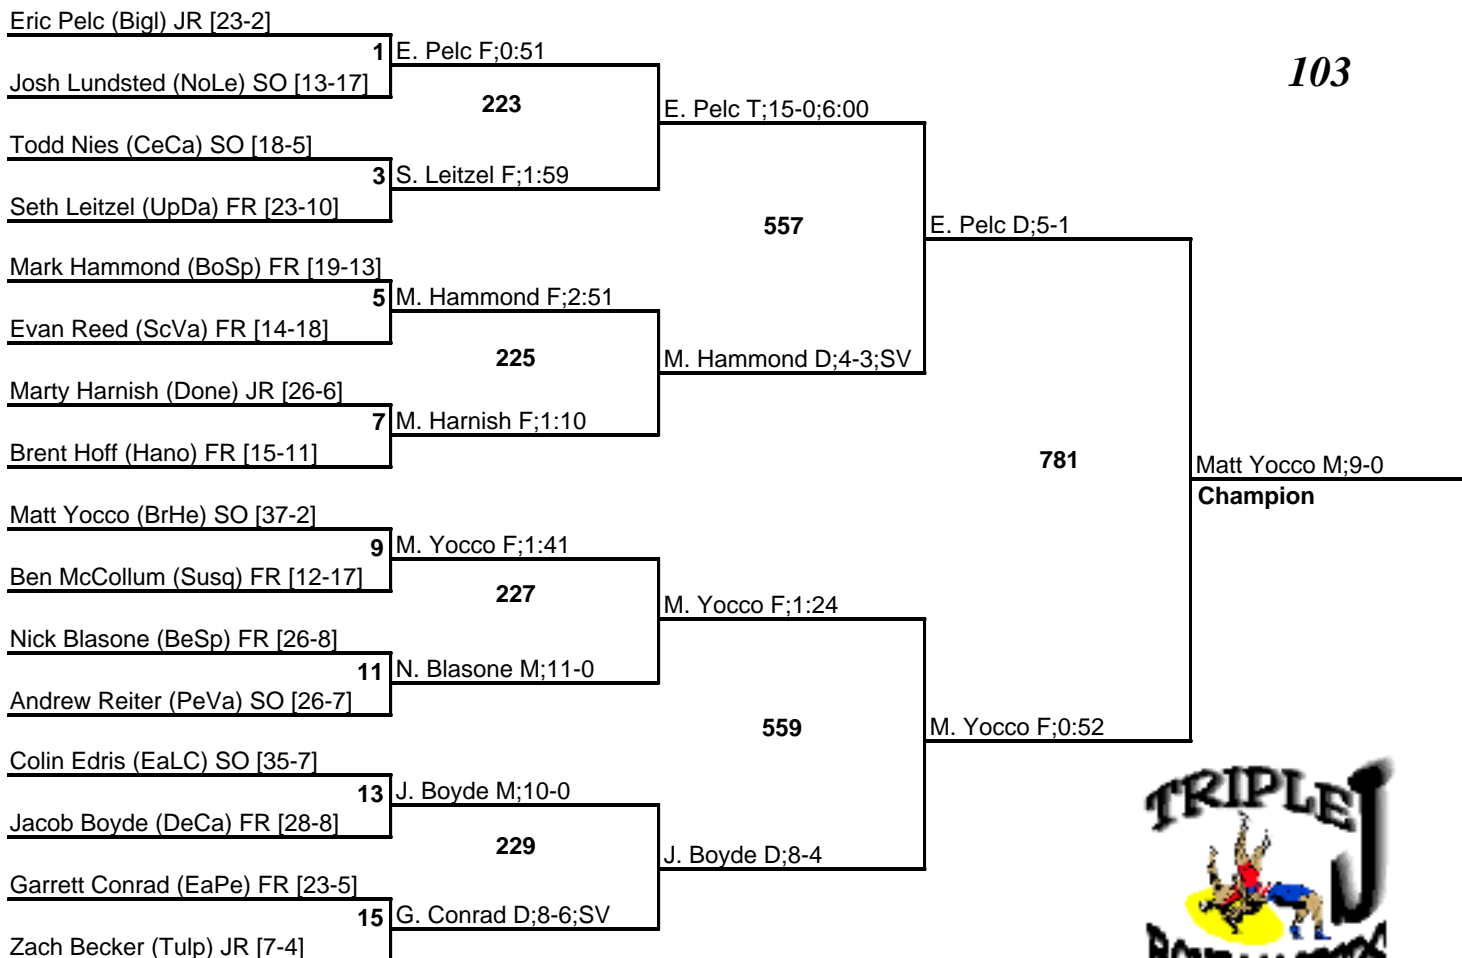 Eric Pelc (Bigl) JR [23-2]
1 E. Pelc F;0:51
103
Josh Lundsted (NoLe) SO [13-17]
223
E. Pelc T;15-0;6:00
Todd Nies (CeCa) SO [18-5]
3 S. Leitzel F;1:59
Seth Leitzel (UpDa) FR [23-10]
557
E. Pelc D;5-1
Mark Hammond (BoSp) FR [19-13]
5 M. Hammond F;2:51
Evan Reed (ScVa) FR [14-18]
225
M. Hammond D;4-3;SV
Marty Harnish (Done) JR [26-6]
7 M. Harnish F;1:10
Brent Hoff (Hano) FR [15-11]
781
Matt Yocco M;9-0
Champion
Matt Yocco (BrHe) SO [37-2]
9 M. Yocco F;1:41
Ben McCollum (Susq) FR [12-17]
227
M. Yocco F;1:24
Nick Blasone (BeSp) FR [26-8]
11 N. Blasone M;11-0
Andrew Reiter (PeVa) SO [26-7]
559
M. Yocco F;0:52
Colin Edris (EaLC) SO [35-7]
13 J. Boyde M;10-0
Jacob Boyde (DeCa) FR [28-8]
229
J. Boyde D;8-4
Garrett Conrad (EaPe) FR [23-5]
15 G. Conrad D;8-6;SV
Zach Becker (Tulp) JR [7-4]
TRIPLE J